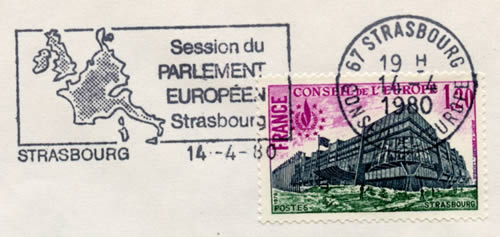 Session du
PARLEMENT
EUROPÉEN
Strasbourg
STRASBOURG
14-4-80
67 STRASBOURG
19 H
14-4
1980
FRANCE
CONSEIL DE L'EUROPE
1,40
POSTES
STRASBOURG